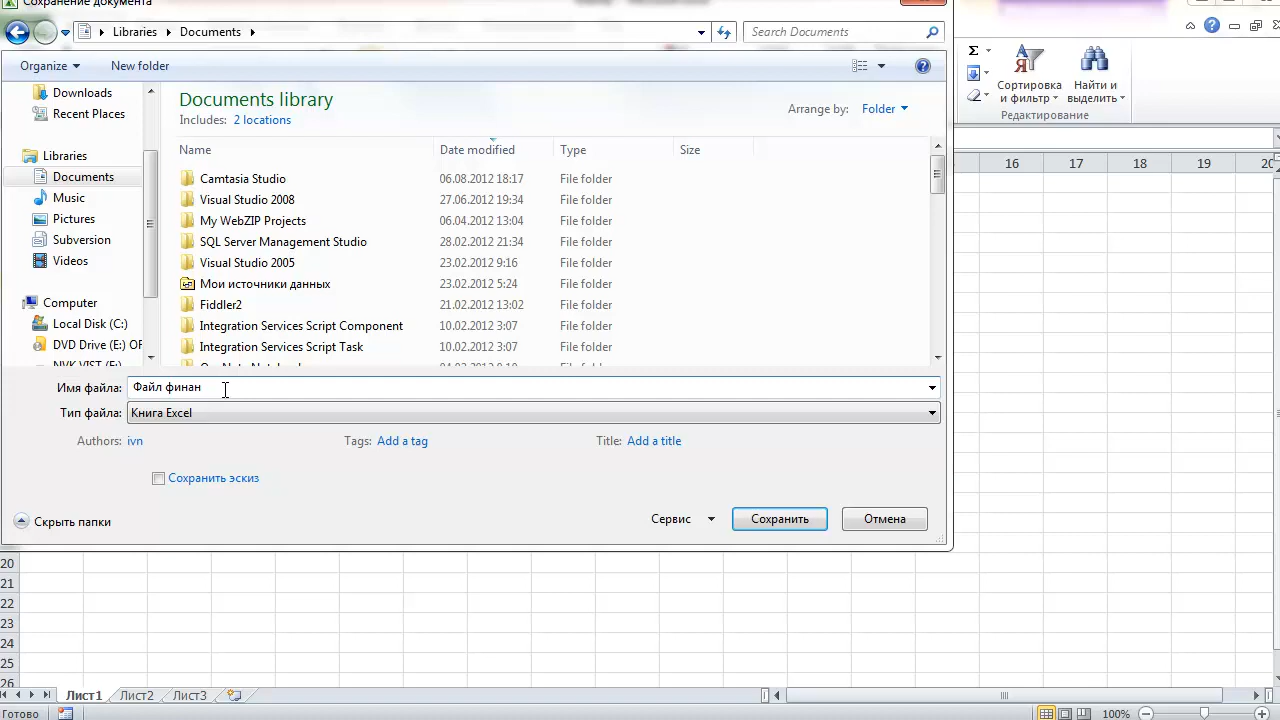 Сохранение документа
Libraries Documents
Search Documents
Organize New folder
Downloads
Recent Places
Libraries
Documents
Music
Pictures
Subversion
Videos
Computer
Local Disk (C:)
DVD Drive (E:) OF
NVK VIST (F:)
Documents library
Includes: 2 locations
Arrange by: Folder
Name Date modified Type Size
Camtasia Studio 06.08.2012 18:17 File folder
Visual Studio 2008 27.06.2012 19:34 File folder
My WebZIP Projects 06.04.2012 13:04 File folder
SQL Server Management Studio 28.02.2012 21:34 File folder
Visual Studio 2005 23.02.2012 9:16 File folder
Мои источники данных 23.02.2012 5:24 File folder
Fiddler2 21.02.2012 13:02 File folder
Integration Services Script Component 10.02.2012 3:07 File folder
Integration Services Script Task 10.02.2012 3:07 File folder
Имя файла: Файл финан
Тип файла: Книга Excel
Authors: ivn Tags: Add a tag Title: Add a title
Сохранить эскиз
Скрыть папки Сервис Сохранить Отмена
Σ
Сортировка и фильтр
Найти и выделить
Редактирование
16 17 18 19 20
20
21
22
23
24
25
26
Лист1 Лист2 Лист3
Готово 100%